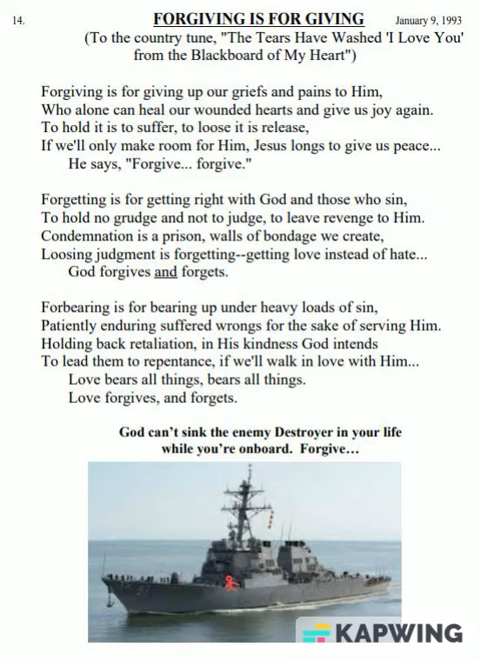 14. FORGIVING IS FOR GIVING January 9, 1993
(To the country tune, "The Tears Have Washed 'I Love You'
from the Blackboard of My Heart")
Forgiving is for giving up our griefs and pains to Him,
Who alone can heal our wounded hearts and give us joy again.
To hold it is to suffer, to loose it is release,
If we'll only make room for Him, Jesus longs to give us peace...
He says, "Forgive... forgive."
Forgetting is for getting right with God and those who sin,
To hold no grudge and not to judge, to leave revenge to Him.
Condemnation is a prison, walls of bondage we create,
Loosing judgment is forgetting--getting love instead of hate...
God forgives and forgets.
Forbearing is for bearing up under heavy loads of sin,
Patiently enduring suffered wrongs for the sake of serving Him.
Holding back retaliation, in His kindness God intends
To lead them to repentance, if we'll walk in love with Him...
Love bears all things, bears all things.
Love forgives, and forgets.
God can't sink the enemy Destroyer in your life
while you're onboard. Forgive…
KAPWING